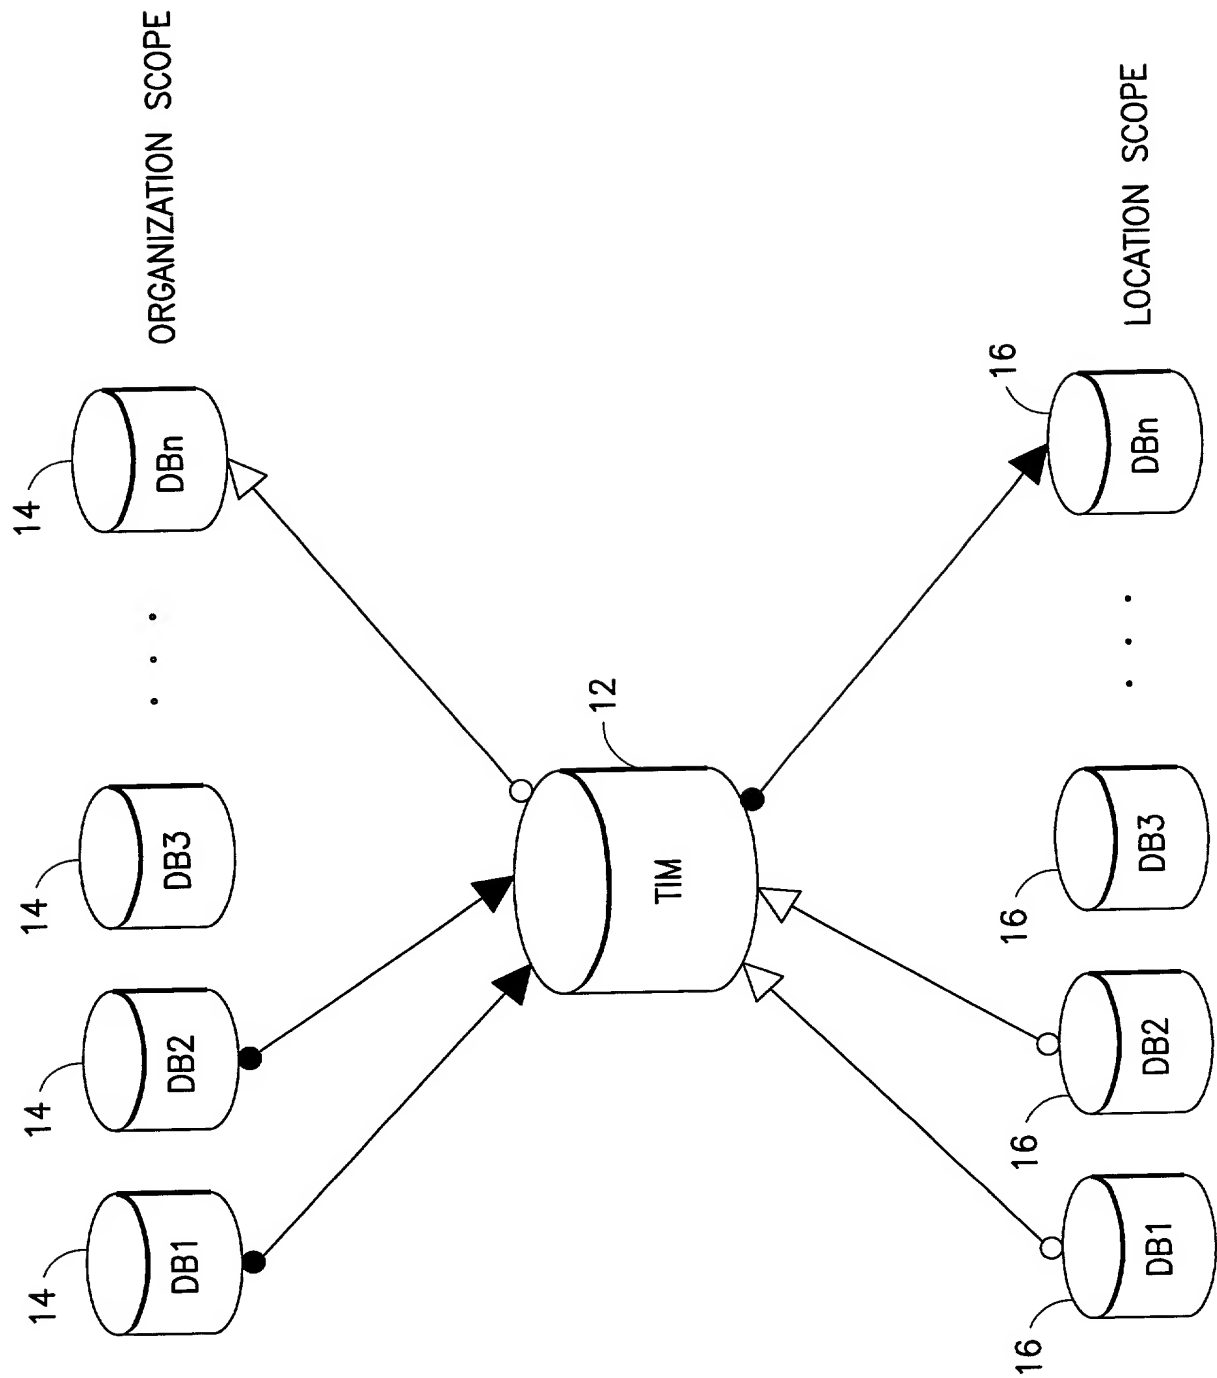 14
14
14
14
DB1
DB2
DB3
. . .
DBn
ORGANIZATION SCOPE
TIM
12
16
16
16
16
DB1
DB2
DB3
. . .
DBn
LOCATION SCOPE